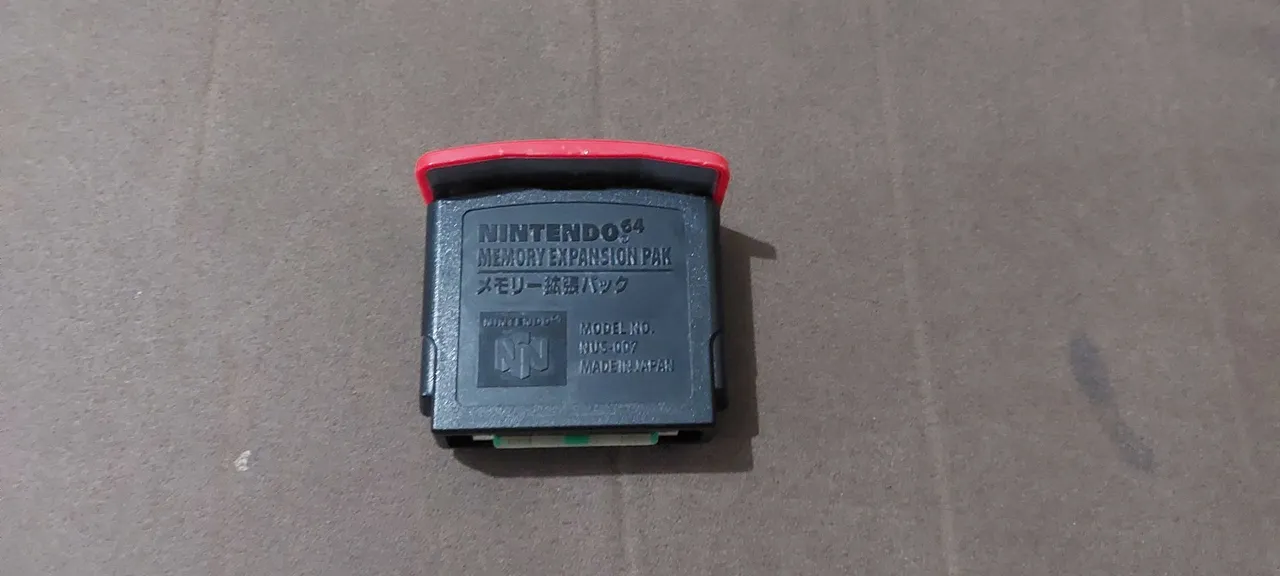 NINTENDO64
MEMORY EXPANSION PAK
メモリー拡張パック
NINTENDO64
MODEL NO.
NUS-007
MADE IN JAPAN